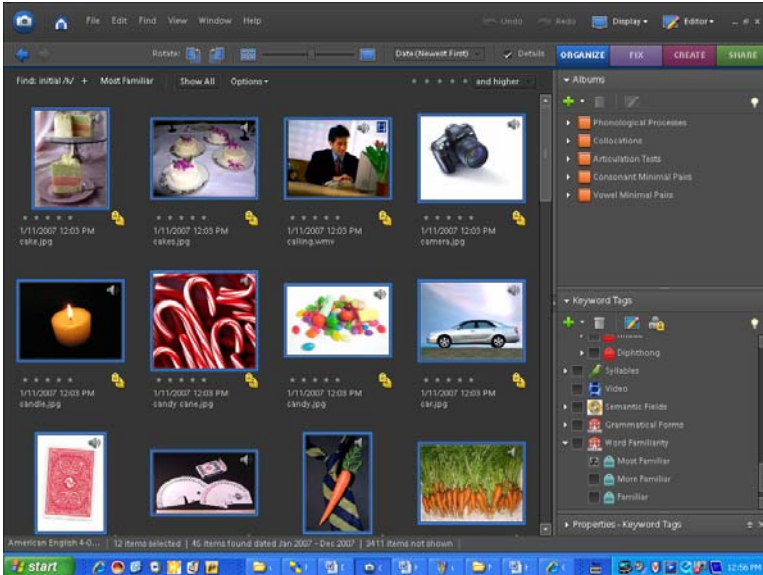 File Edit Find View Window Help
Undo Redo Display Editor
Rotate: Date (Newest First) Details ORGANIZE FIX CREATE SHARE
Find: initial /k/ + Most Familiar Show All Options and higher
Albums
Phonological Processes
Collocations
Articulation Tests
Consonant Minimal Pairs
Vowel Minimal Pairs
1/11/2007 12:03 PM
cake.jpg
1/11/2007 12:03 PM
cakes.jpg
1/11/2007 12:03 PM
calling.wmv
1/11/2007 12:03 PM
camera.jpg
Keyword Tags
Diphthong
Syllables
Video
Semantic Fields
Grammatical Forms
Word Familiarity
Most Familiar
More Familiar
Familiar
1/11/2007 12:03 PM
candle.jpg
1/11/2007 12:03 PM
candy cane.jpg
1/11/2007 12:03 PM
candy.jpg
1/11/2007 12:03 PM
car.jpg
Properties - Keyword Tags
American English 4-0... | 12 items selected | 45 items found dated Jan 2007 - Dec 2007 | 3411 items not shown
start 12:56 PM